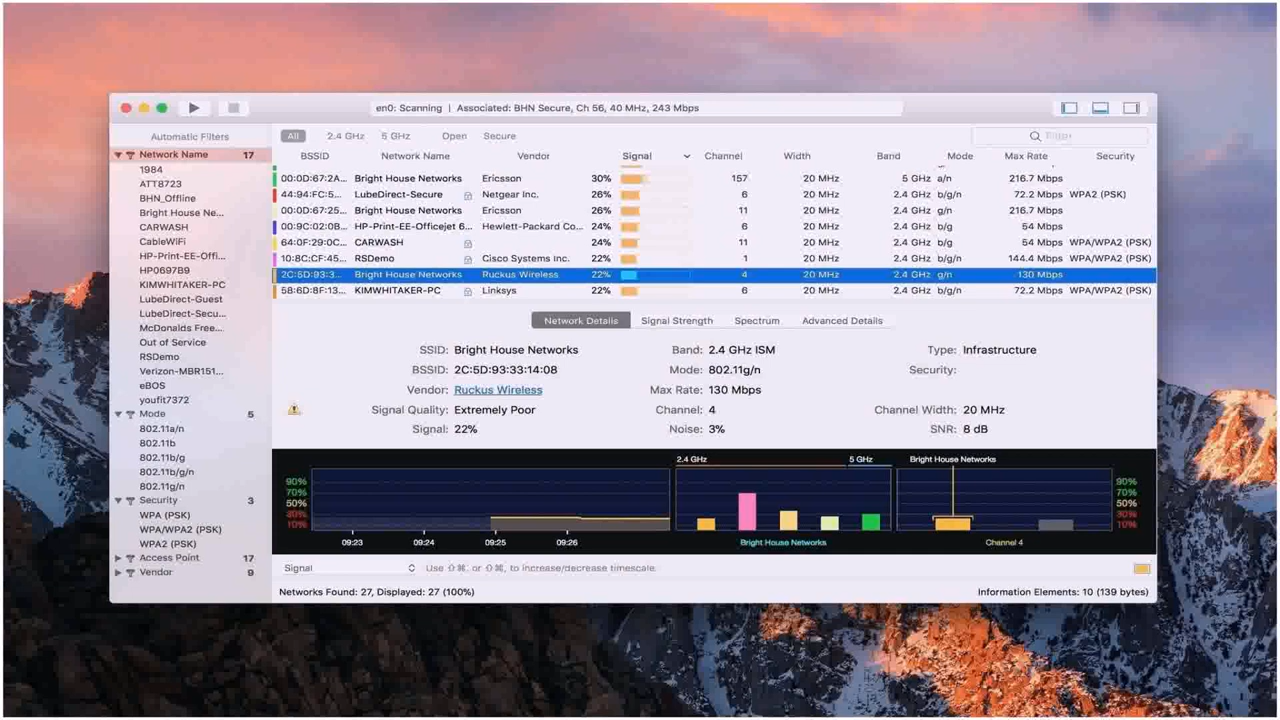 en0: Scanning | Associated: BHN Secure, Ch 56, 40 MHz, 243 Mbps
Automatic Filters
All 2.4 GHz 5 GHz Open Secure Filter
BSSID Network Name Vendor Signal Channel Width Band Mode Max Rate Security
Network Name 17
1984
ATT8723
BHN_Offline
Bright House Ne...
CARWASH
CableWiFi
HP-Print-EE-Offi...
HP0697B9
KIMWHITAKER-PC
LubeDirect-Guest
LubeDirect-Secu...
McDonalds Free...
Out of Service
RSDemo
Verizon-MBR151...
eBOS
youfit7372
Mode 5
802.11a/n
802.11b
802.11b/g
802.11b/g/n
802.11g/n
Security 3
WPA (PSK)
WPA/WPA2 (PSK)
WPA2 (PSK)
Access Point 17
Vendor 9
00:0D:67:2A... Bright House Networks Ericsson 30% 157 20 MHz 5 GHz a/n 216.7 Mbps
44:94:FC:5... LubeDirect-Secure Netgear Inc. 26% 6 20 MHz 2.4 GHz b/g/n 72.2 Mbps WPA2 (PSK)
00:0D:67:25... Bright House Networks Ericsson 26% 11 20 MHz 2.4 GHz g/n 216.7 Mbps
00:9C:02:0B... HP-Print-EE-Officejet 6... Hewlett-Packard Co... 24% 6 20 MHz 2.4 GHz b/g 54 Mbps
64:0F:29:0C... CARWASH 24% 11 20 MHz 2.4 GHz b/g 54 Mbps WPA/WPA2 (PSK)
10:8C:CF:45... RSDemo Cisco Systems Inc. 22% 1 20 MHz 2.4 GHz b/g/n 144.4 Mbps WPA/WPA2 (PSK)
2C:5D:93:3... Bright House Networks Ruckus Wireless 22% 4 20 MHz 2.4 GHz g/n 130 Mbps
58:6D:8F:13... KIMWHITAKER-PC Linksys 22% 6 20 MHz 2.4 GHz b/g/n 72.2 Mbps WPA/WPA2 (PSK)
Network Details Signal Strength Spectrum Advanced Details
SSID: Bright House Networks Band: 2.4 GHz ISM Type: Infrastructure
BSSID: 2C:5D:93:33:14:08 Mode: 802.11g/n Security:
Vendor: Ruckus Wireless Max Rate: 130 Mbps
Signal Quality: Extremely Poor Channel: 4 Channel Width: 20 MHz
Signal: 22% Noise: 3% SNR: 8 dB
2.4 GHz 5 GHz Bright House Networks
90% 90%
70% 70%
50% 50%
30% 30%
10% 10%
09:23 09:24 09:25 09:26 Bright House Networks Channel 4
Signal Use ⇧⌘. or ⇧⌘, to increase/decrease timescale.
Networks Found: 27, Displayed: 27 (100%) Information Elements: 10 (139 bytes)